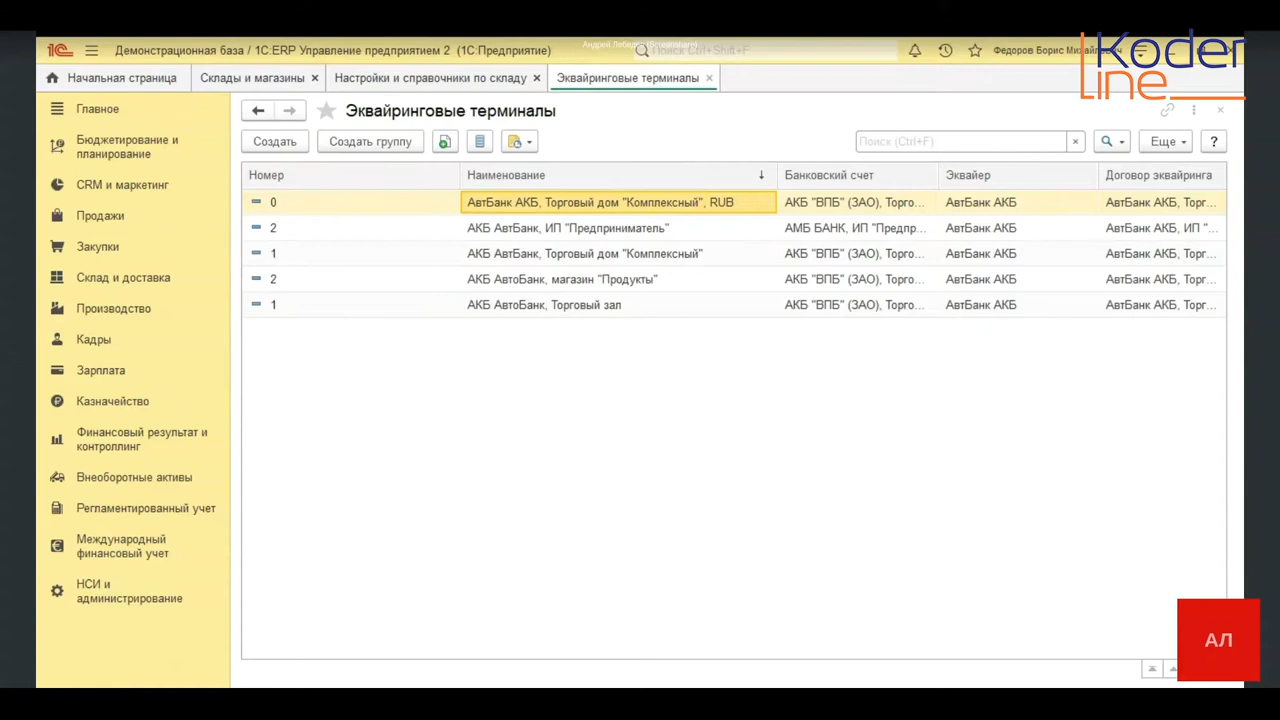 Демонстрационная база / 1С:ERP Управление предприятием 2 (1С:Предприятие)
Поиск Ctrl+Shift+F
Федоров Борис Михайлович
Koder
line
Начальная страница
Склады и магазины ×
Настройки и справочники по складу ×
Эквайринговые терминалы ×
Главное
Бюджетирование и
планирование
CRM и маркетинг
Продажи
Закупки
Склад и доставка
Производство
Кадры
Зарплата
Казначейство
Финансовый результат и
контроллинг
Внеоборотные активы
Регламентированный учет
Международный
финансовый учет
НСИ и
администрирование
Эквайринговые терминалы
Создать
Создать группу
Поиск (Ctrl+F)
×
Еще
?
Номер Наименование ↓ Банковский счет Эквайер Договор эквайринга
0 АвтБанк АКБ, Торговый дом "Комплексный", RUB АКБ "ВПБ" (ЗАО), Торго... АвтБанк АКБ АвтБанк АКБ, Торг...
2 АКБ АвтБанк, ИП "Предприниматель" АМБ БАНК, ИП "Предпр... АвтБанк АКБ АвтБанк АКБ, ИП "...
1 АКБ АвтБанк, Торговый дом "Комплексный" АКБ "ВПБ" (ЗАО), Торго... АвтБанк АКБ АвтБанк АКБ, Торг...
2 АКБ АвтоБанк, магазин "Продукты" АКБ "ВПБ" (ЗАО), Торго... АвтБанк АКБ АвтБанк АКБ, Торг...
1 АКБ АвтоБанк, Торговый зал АКБ "ВПБ" (ЗАО), Торго... АвтБанк АКБ АвтБанк АКБ, Торг...
АЛ